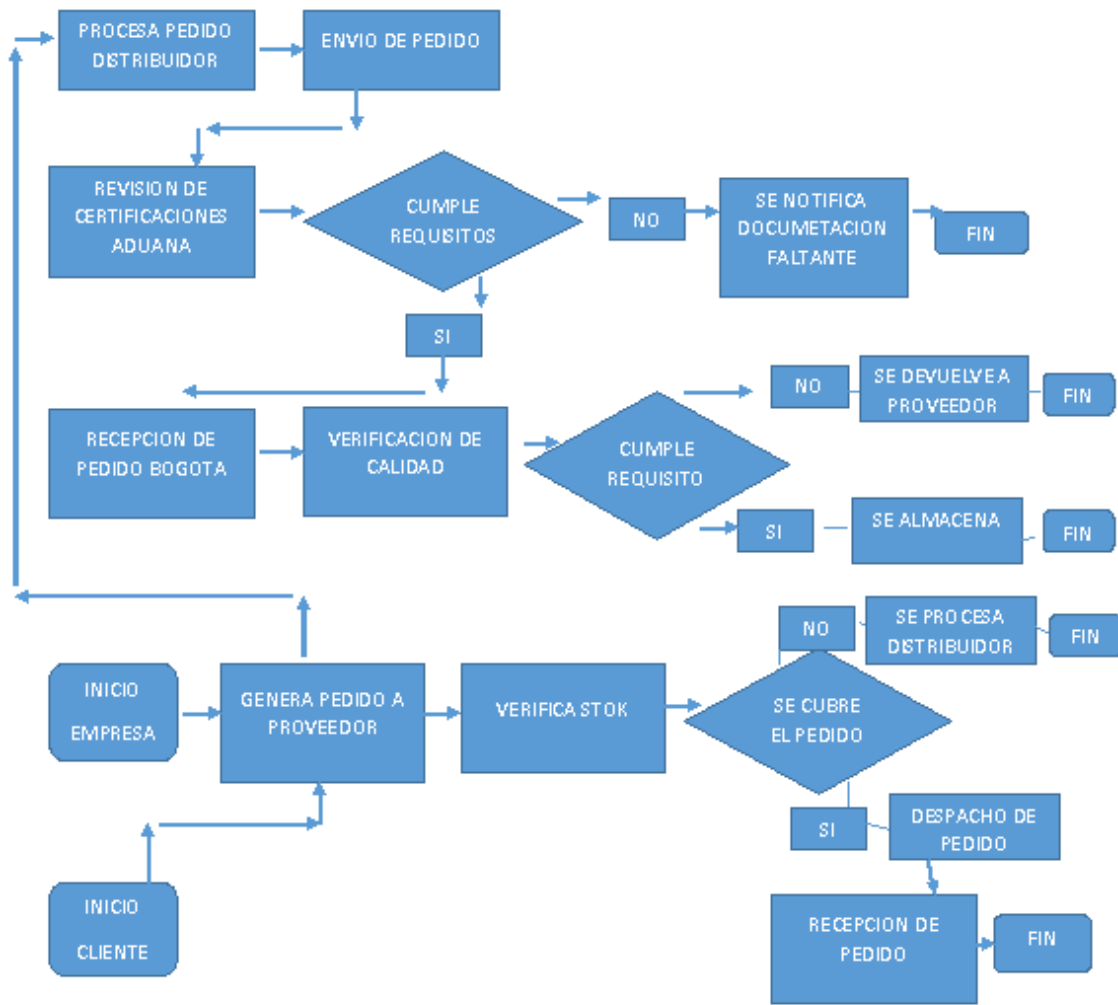 PROCESA PEDIDO
DISTRIBUIDOR
ENVIO DE PEDIDO
REVISION DE
CERTIFICACIONES
ADUANA
CUMPLE
REQUISITOS
NO
SE NOTIFICA
DOCUMETACION
FALTANTE
FIN
SI
RECEPCION DE
PEDIDO BOGOTA
VERIFICACION DE
CALIDAD
CUMPLE
REQUISITO
NO
SE DEVUELVE A
PROVEEDOR
FIN
SI
SE ALMACENA
FIN
INICIO
EMPRESA
GENERA PEDIDO A
PROVEEDOR
VERIFICA STOK
SE CUBRE
EL PEDIDO
NO
SE PROCESA
DISTRIBUIDOR
FIN
SI
DESPACHO DE
PEDIDO
INICIO
CLIENTE
RECEPCION DE
PEDIDO
FIN